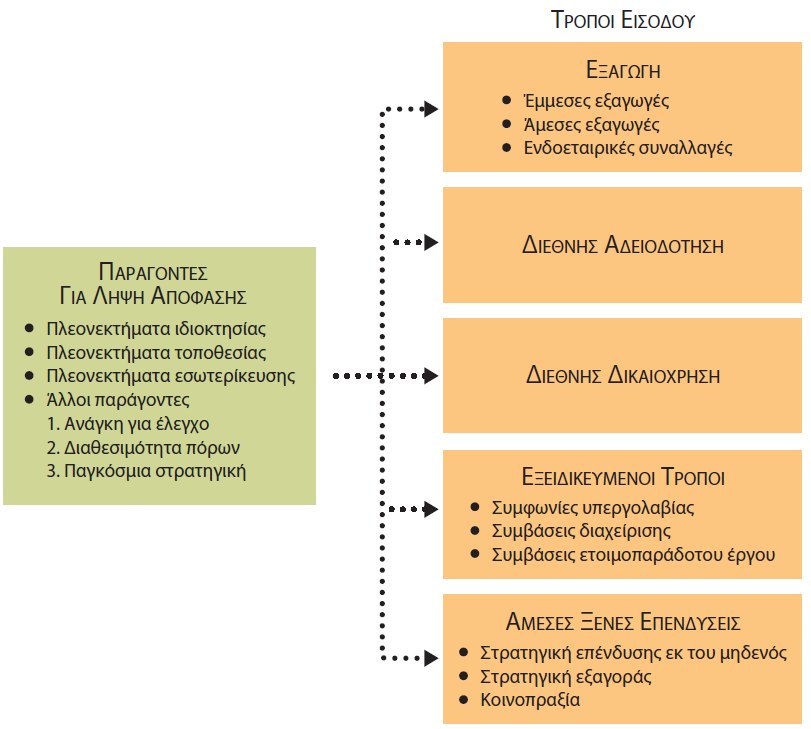 ΤΡΟΠΟΙ ΕΙΣΟΔΟΥ
ΕΞΑΓΩΓΗ
● Έμμεσες εξαγωγές
● Άμεσες εξαγωγές
● Ενδοεταιρικές συναλλαγές
ΔΙΕΘΝΗΣ ΑΔΕΙΟΔΟΤΗΣΗ
ΠΑΡΑΓΟΝΤΕΣ
ΓΙΑ ΛΗΨΗ ΑΠΟΦΑΣΗΣ
● Πλεονεκτήματα ιδιοκτησίας
● Πλεονεκτήματα τοποθεσίας
● Πλεονεκτήματα εσωτερίκευσης
● Άλλοι παράγοντες
1. Ανάγκη για έλεγχο
2. Διαθεσιμότητα πόρων
3. Παγκόσμια στρατηγική
ΔΙΕΘΝΗΣ ΔΙΚΑΙΟΧΡΗΣΗ
ΕΞΕΙΔΙΚΕΥΜΕΝΟΙ ΤΡΟΠΟΙ
● Συμφωνίες υπεργολαβίας
● Συμβάσεις διαχείρισης
● Συμβάσεις ετοιμοπαράδοτου έργου
ΑΜΕΣΕΣ ΞΕΝΕΣ ΕΠΕΝΔΥΣΕΙΣ
● Στρατηγική επένδυσης εκ του μηδενός
● Στρατηγική εξαγοράς
● Κοινοπραξία